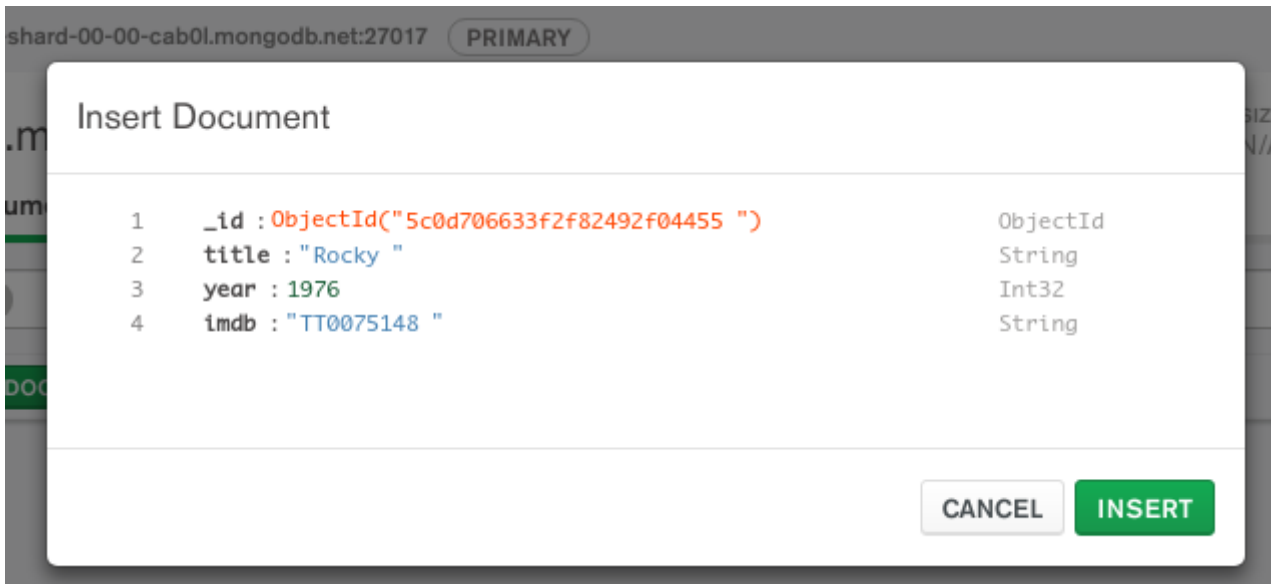 shard-00-00-cab0l.mongodb.net:27017 PRIMARY
Insert Document
1 _id : ObjectId("5c0d706633f2f82492f04455 ") ObjectId
2 title : "Rocky " String
3 year : 1976 Int32
4 imdb : "TT0075148 " String
CANCEL INSERT